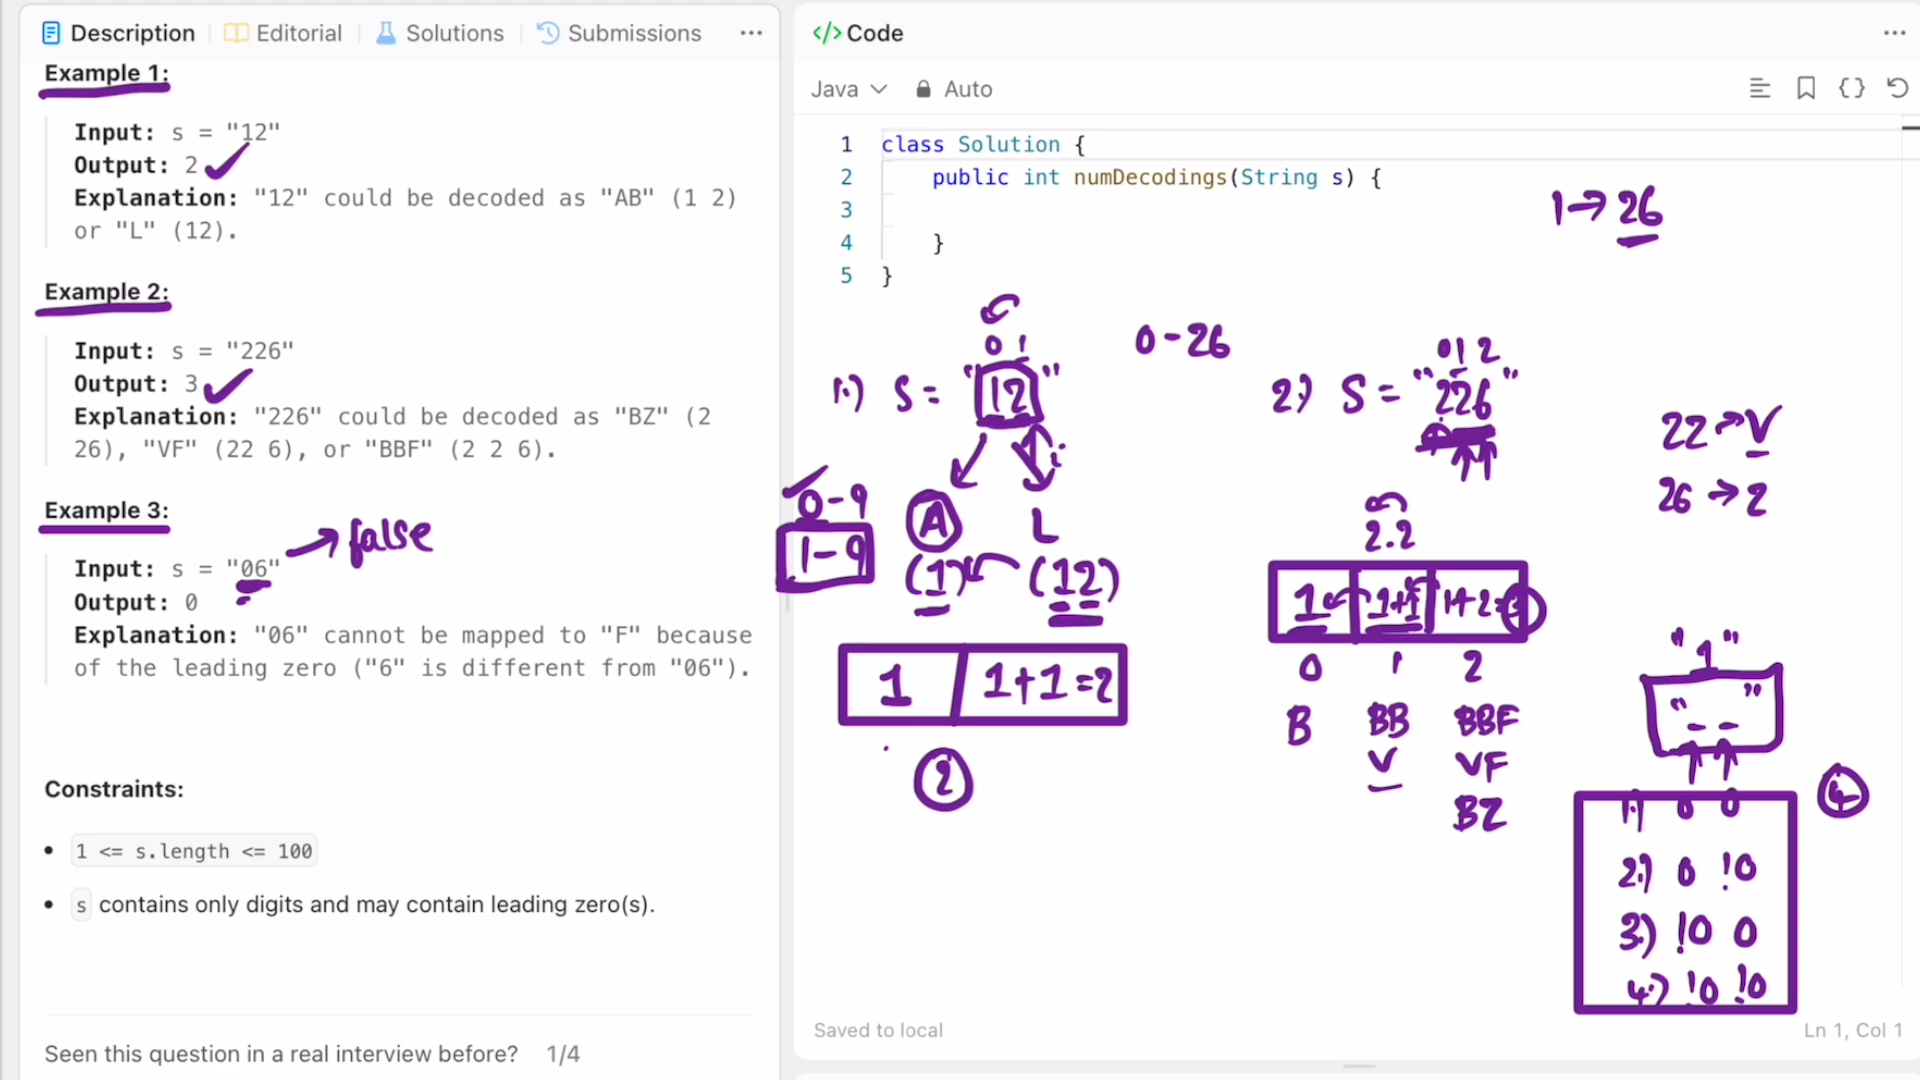 Description
Editorial
Solutions
Submissions
Example 1:
Input: s = "12"
Output: 2
Explanation: "12" could be decoded as "AB" (1 2)
or "L" (12).
Example 2:
Input: s = "226"
Output: 3
Explanation: "226" could be decoded as "BZ" (2
26), "VF" (22 6), or "BBF" (2 2 6).
Example 3:
→ false
Input: s = "06"
Output: 0
Explanation: "06" cannot be mapped to "F" because
of the leading zero ("6" is different from "06").
Constraints:
1 <= s.length <= 100
s contains only digits and may contain leading zero(s).
Seen this question in a real interview before? 1/4
</> Code
Java
Auto
1 class Solution {
2 public int numDecodings(String s) {
3
4 }
5 }
1→26
0 1
0-26
1.) S = "12"
0-9
1-9
A L
(1) (12)
1 1+1=2
2
0 1 2
2.) S = "226"
22→V
26→Z
2.2
1 1+1 1+2=3
0 1 2
B BB BBF
V VF
BZ
"1"
" _ _ "
4
1.) 0 0
2.) 0 !0
3.) !0 0
4.) !0 !0
Saved to local
Ln 1, Col 1